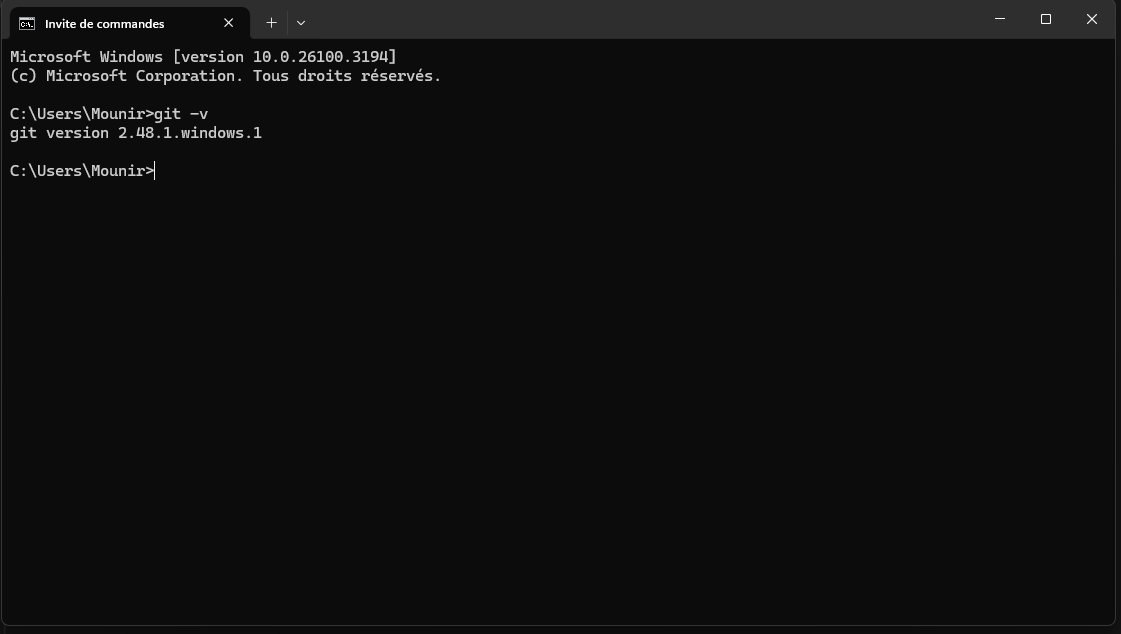 Invite de commandes
Microsoft Windows [version 10.0.26100.3194]
(c) Microsoft Corporation. Tous droits réservés.
C:\Users\Mounir>git -v
git version 2.48.1.windows.1
C:\Users\Mounir>